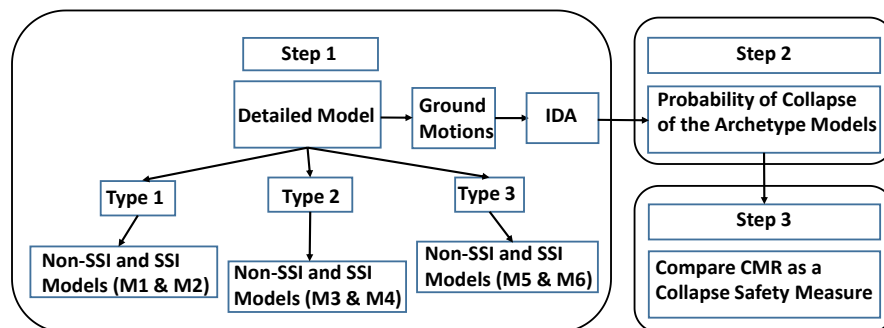 Step 1
Detailed Model
Ground
Motions
IDA
Type 1
Type 2
Type 3
Non-SSI and SSI
Models (M1 & M2)
Non-SSI and SSI
Models (M3 & M4)
Non-SSI and SSI
Models (M5 & M6)
Step 2
Probability of Collapse
of the Archetype Models
Step 3
Compare CMR as a
Collapse Safety Measure